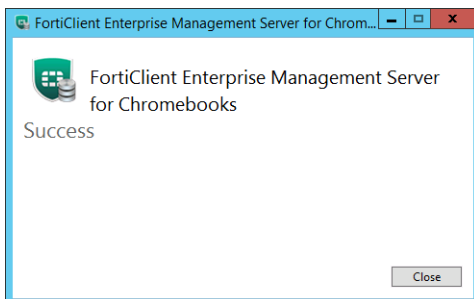 FortiClient Enterprise Management Server for Chrom...
FortiClient Enterprise Management Server
for Chromebooks
Success
Close